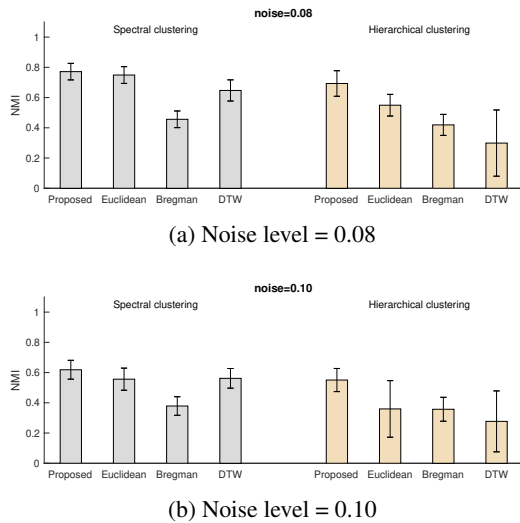 noise=0.08
Spectral clustering Hierarchical clustering
1
0.8
0.6
0.4
0.2
0
NMI
Proposed Euclidean Bregman DTW Proposed Euclidean Bregman DTW
(a) Noise level = 0.08
noise=0.10
Spectral clustering Hierarchical clustering
1
0.8
0.6
0.4
0.2
0
NMI
Proposed Euclidean Bregman DTW Proposed Euclidean Bregman DTW
(b) Noise level = 0.10